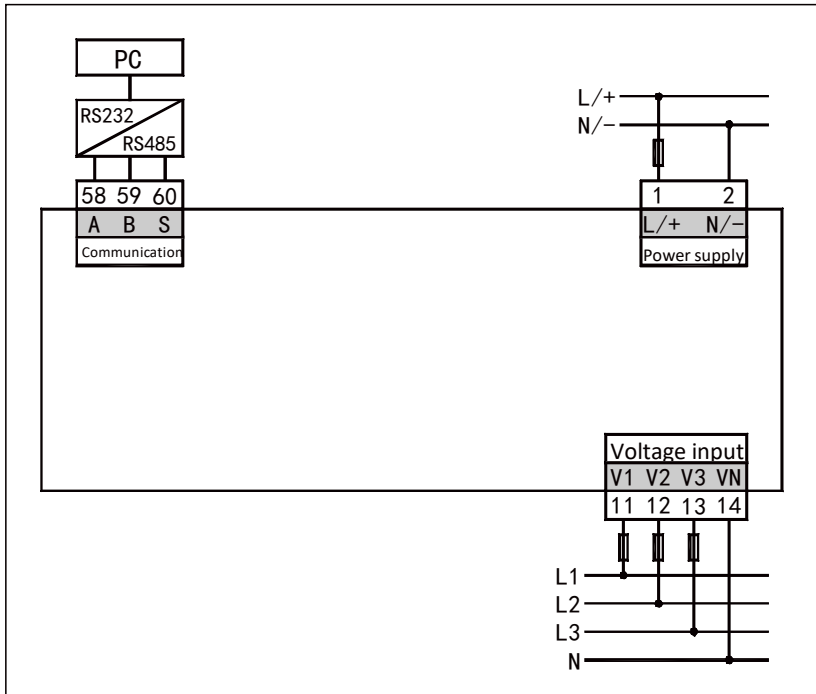 PC
RS232
RS485
58 59 60
A B S
Communication
L/+
N/-
1 2
L/+ N/-
Power supply
Voltage input
V1 V2 V3 VN
11 12 13 14
L1
L2
L3
N